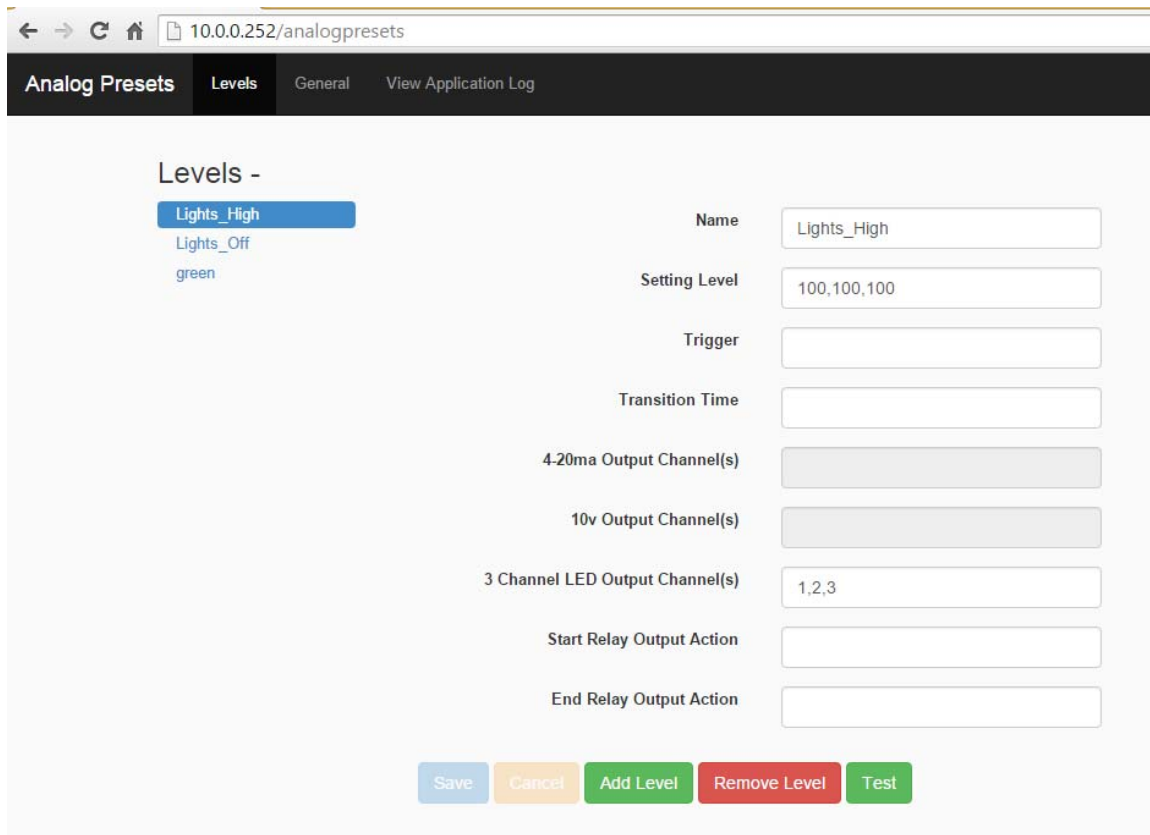 10.0.0.252/analogpresets
Analog Presets Levels General View Application Log
Levels -
Lights_High
Lights_Off
green
Name Lights_High
Setting Level 100,100,100
Trigger
Transition Time
4-20ma Output Channel(s)
10v Output Channel(s)
3 Channel LED Output Channel(s) 1,2,3
Start Relay Output Action
End Relay Output Action
Save Cancel Add Level Remove Level Test